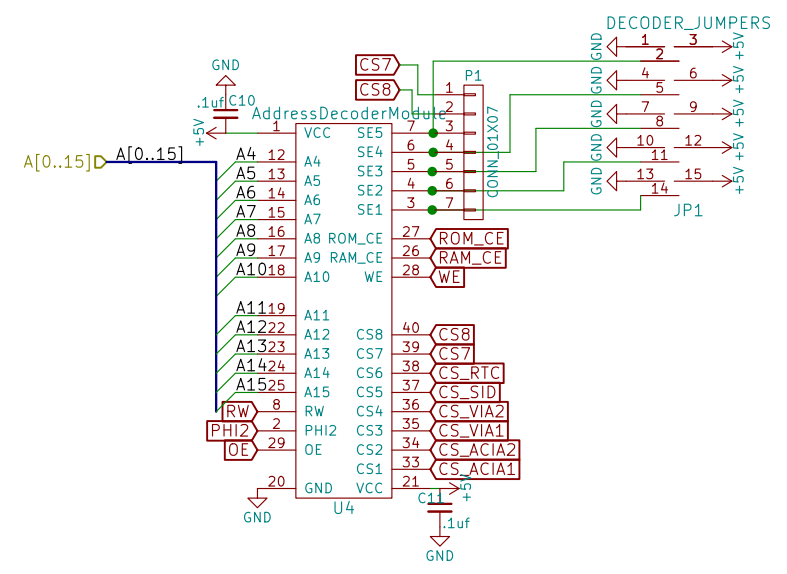 DECODER_JUMPERS
GND 1 3 +5V
2
GND 4 6 +5V
5
GND 7 9 +5V
8
GND 10 12 +5V
11
GND 13 15 +5V
14
JP1
CS7
CS8
P1
1
2
3
4
5
6
7
CONN_01X07
GND
.1uf C10
+5V
AddressDecoderModule
A[0..15] A[0..15]
1 VCC SE5 7
SE4 6
A4 12 A4 SE3 5
A5 13 A5
A6 14 A6 SE2 4
A7 15 A7 SE1 3
A8 16 A8 ROM_CE 27 ROM_CE
A9 17 A9 RAM_CE 26 RAM_CE
A10 18 A10 WE 28 WE
A11 19 A11
A12 22 A12 CS8 40 CS8
A13 23 A13 CS7 39 CS7
A14 24 A14 CS6 38 CS_RTC
A15 25 A15 CS5 37 CS_SID
RW 8 RW CS4 36 CS_VIA2
PHI2 2 PHI2 CS3 35 CS_VIA1
OE 29 OE CS2 34 CS_ACIA2
CS1 33 CS_ACIA1
20 GND VCC 21 +5V
GND
U4
C11
.1uf
GND